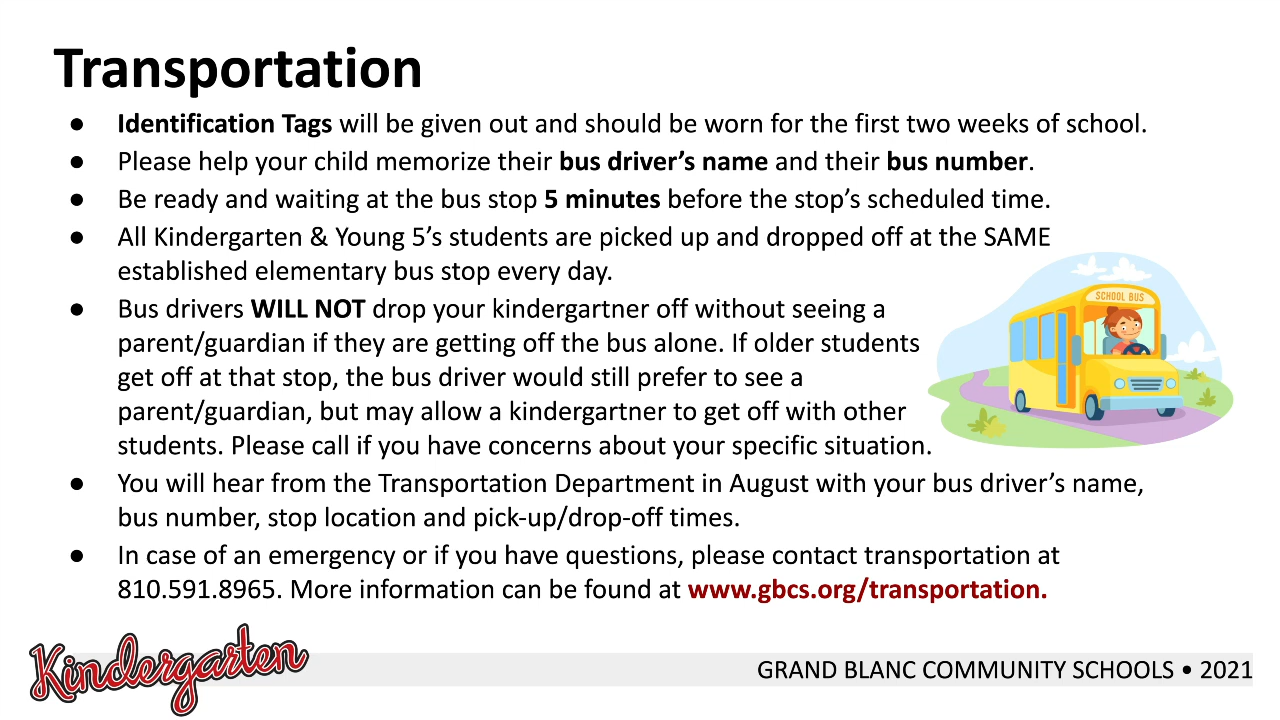 Transportation
● Identification Tags will be given out and should be worn for the first two weeks of school.
● Please help your child memorize their bus driver’s name and their bus number.
● Be ready and waiting at the bus stop 5 minutes before the stop’s scheduled time.
● All Kindergarten & Young 5’s students are picked up and dropped off at the SAME
established elementary bus stop every day.
● Bus drivers WILL NOT drop your kindergartner off without seeing a
parent/guardian if they are getting off the bus alone. If older students
get off at that stop, the bus driver would still prefer to see a
parent/guardian, but may allow a kindergartner to get off with other
students. Please call if you have concerns about your specific situation.
SCHOOL BUS
● You will hear from the Transportation Department in August with your bus driver’s name,
bus number, stop location and pick-up/drop-off times.
● In case of an emergency or if you have questions, please contact transportation at
810.591.8965. More information can be found at www.gbcs.org/transportation.
Kindergarten
GRAND BLANC COMMUNITY SCHOOLS • 2021